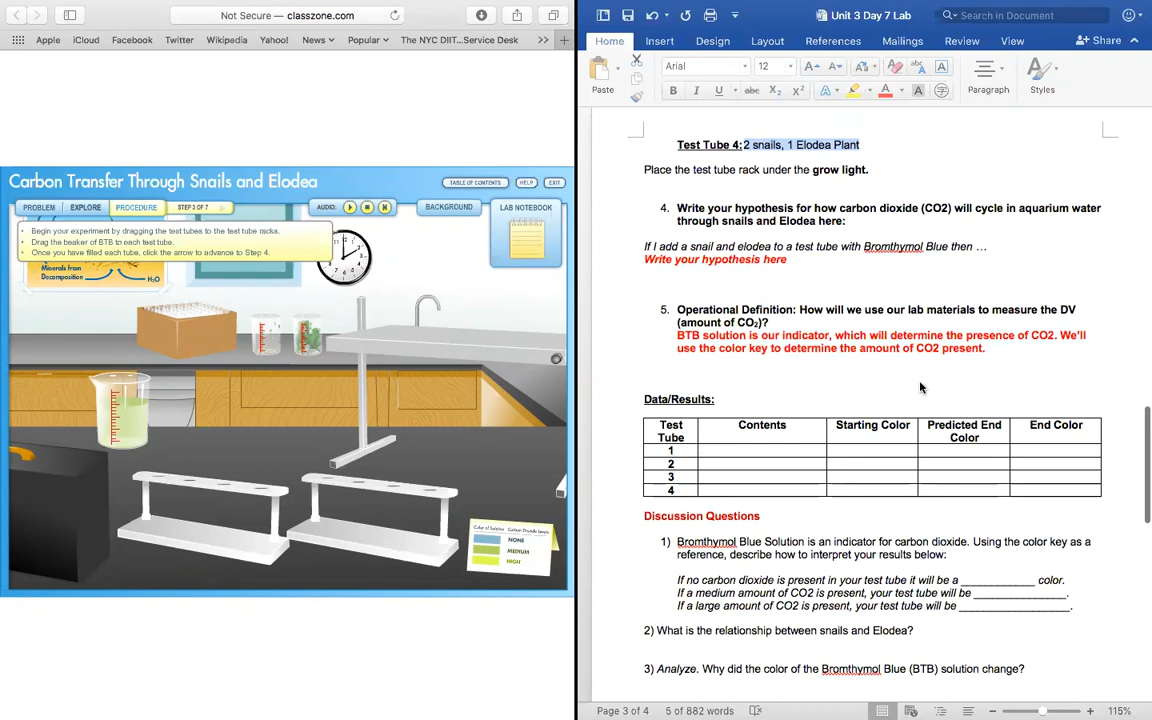 Not Secure — classzone.com
Apple iCloud Facebook Twitter Wikipedia Yahoo! News Popular The NYC DIIT...Service Desk
Carbon Transfer Through Snails and Elodea
TABLE OF CONTENTS HELP EXIT
PROBLEM EXPLORE PROCEDURE STEP 3 OF 7 AUDIO: BACKGROUND LAB NOTEBOOK
• Begin your experiment by dragging the test tubes to the test tube racks.
• Drag the beaker of BTB to each test tube.
• Once you have filled each tube, click the arrow to advance to Step 4.
Minerals from
Decomposition
H₂O
Color of Solution Carbon Dioxide Levels
NONE
MEDIUM
HIGH
Unit 3 Day 7 Lab
Search in Document
Home Insert Design Layout References Mailings Review View Share
Paste Arial 12 Paragraph Styles
B I U abc X₂ X² A A A
Test Tube 4: 2 snails, 1 Elodea Plant
Place the test tube rack under the grow light.
4. Write your hypothesis for how carbon dioxide (CO2) will cycle in aquarium water
through snails and Elodea here:
If I add a snail and elodea to a test tube with Bromthymol Blue then …
Write your hypothesis here
5. Operational Definition: How will we use our lab materials to measure the DV
(amount of CO₂)?
BTB solution is our indicator, which will determine the presence of CO2. We'll
use the color key to determine the amount of CO2 present.
Data/Results:
Test Contents Starting Color Predicted End End Color
Tube Color
1
2
3
4
Discussion Questions
1) Bromthymol Blue Solution is an indicator for carbon dioxide. Using the color key as a
reference, describe how to interpret your results below:
If no carbon dioxide is present in your test tube it will be a ____________ color.
If a medium amount of CO2 is present, your test tube will be _______________.
If a large amount of CO2 is present, your test tube will be __________________.
2) What is the relationship between snails and Elodea?
3) Analyze. Why did the color of the Bromthymol Blue (BTB) solution change?
Page 3 of 4 5 of 882 words 115%